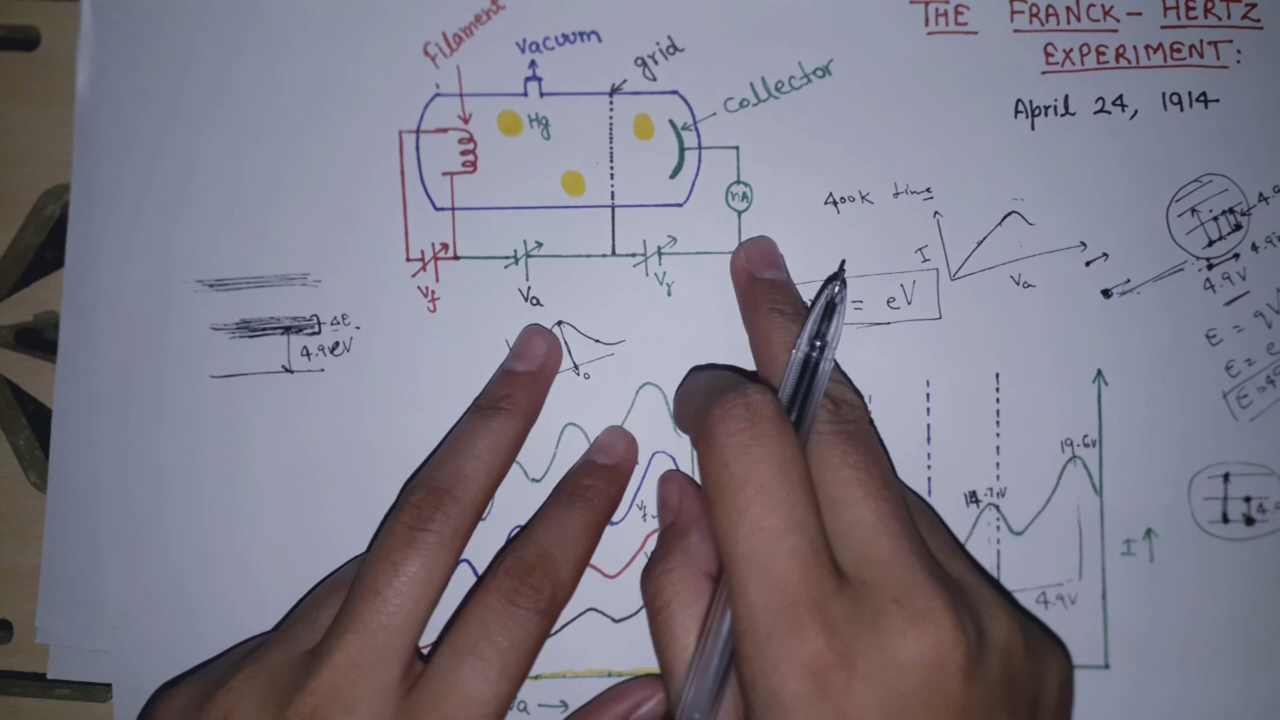 THE FRANCK- HERTZ
EXPERIMENT:
April 24, 1914
Filament
vacuum
grid
collector
Hg
nA
Vf
Va
Vr
400k time
I
Va
= eV
4.9V
E =
E =
ΔE
4.9eV
Vo
19.6V
14.7V
4.9V
I↑
Va →